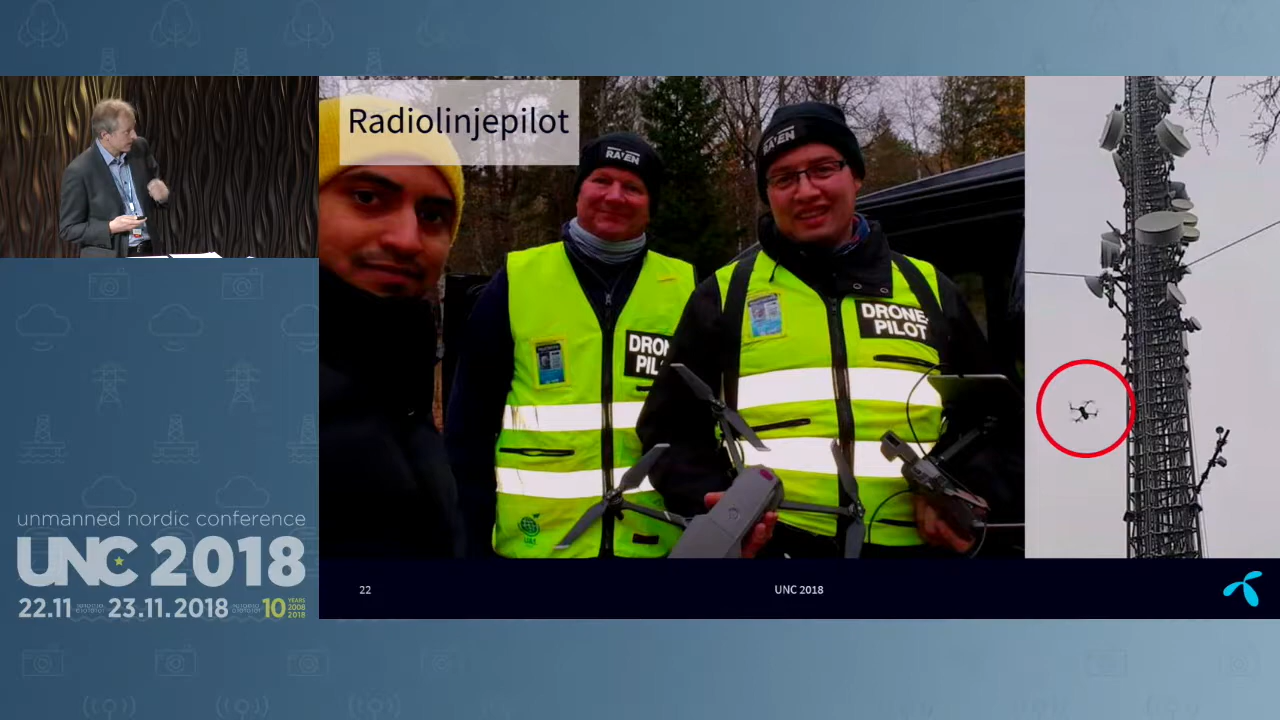 Radiolinjepilot
RAVEN
RAVEN
DRONE-
PILOT
DRON
PIL
22
UNC 2018
unmanned nordic conference
UNC 2018
22.11
23.11.2018
10
YEARS
2008
2018